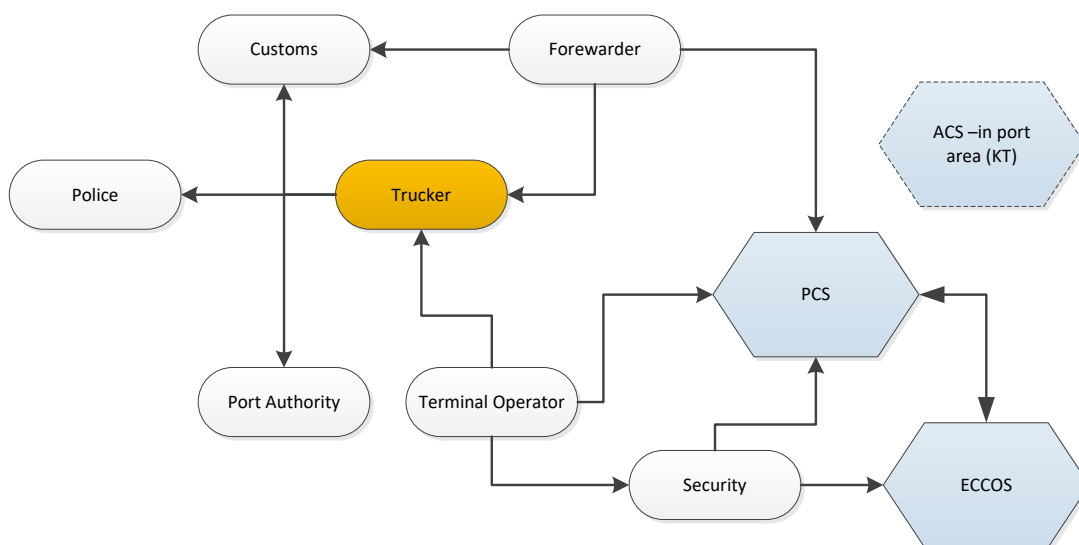 Customs
Forewarder
ACS –in port
area (KT)
Police
Trucker
PCS
Port Authority
Terminal Operator
Security
ECCOS